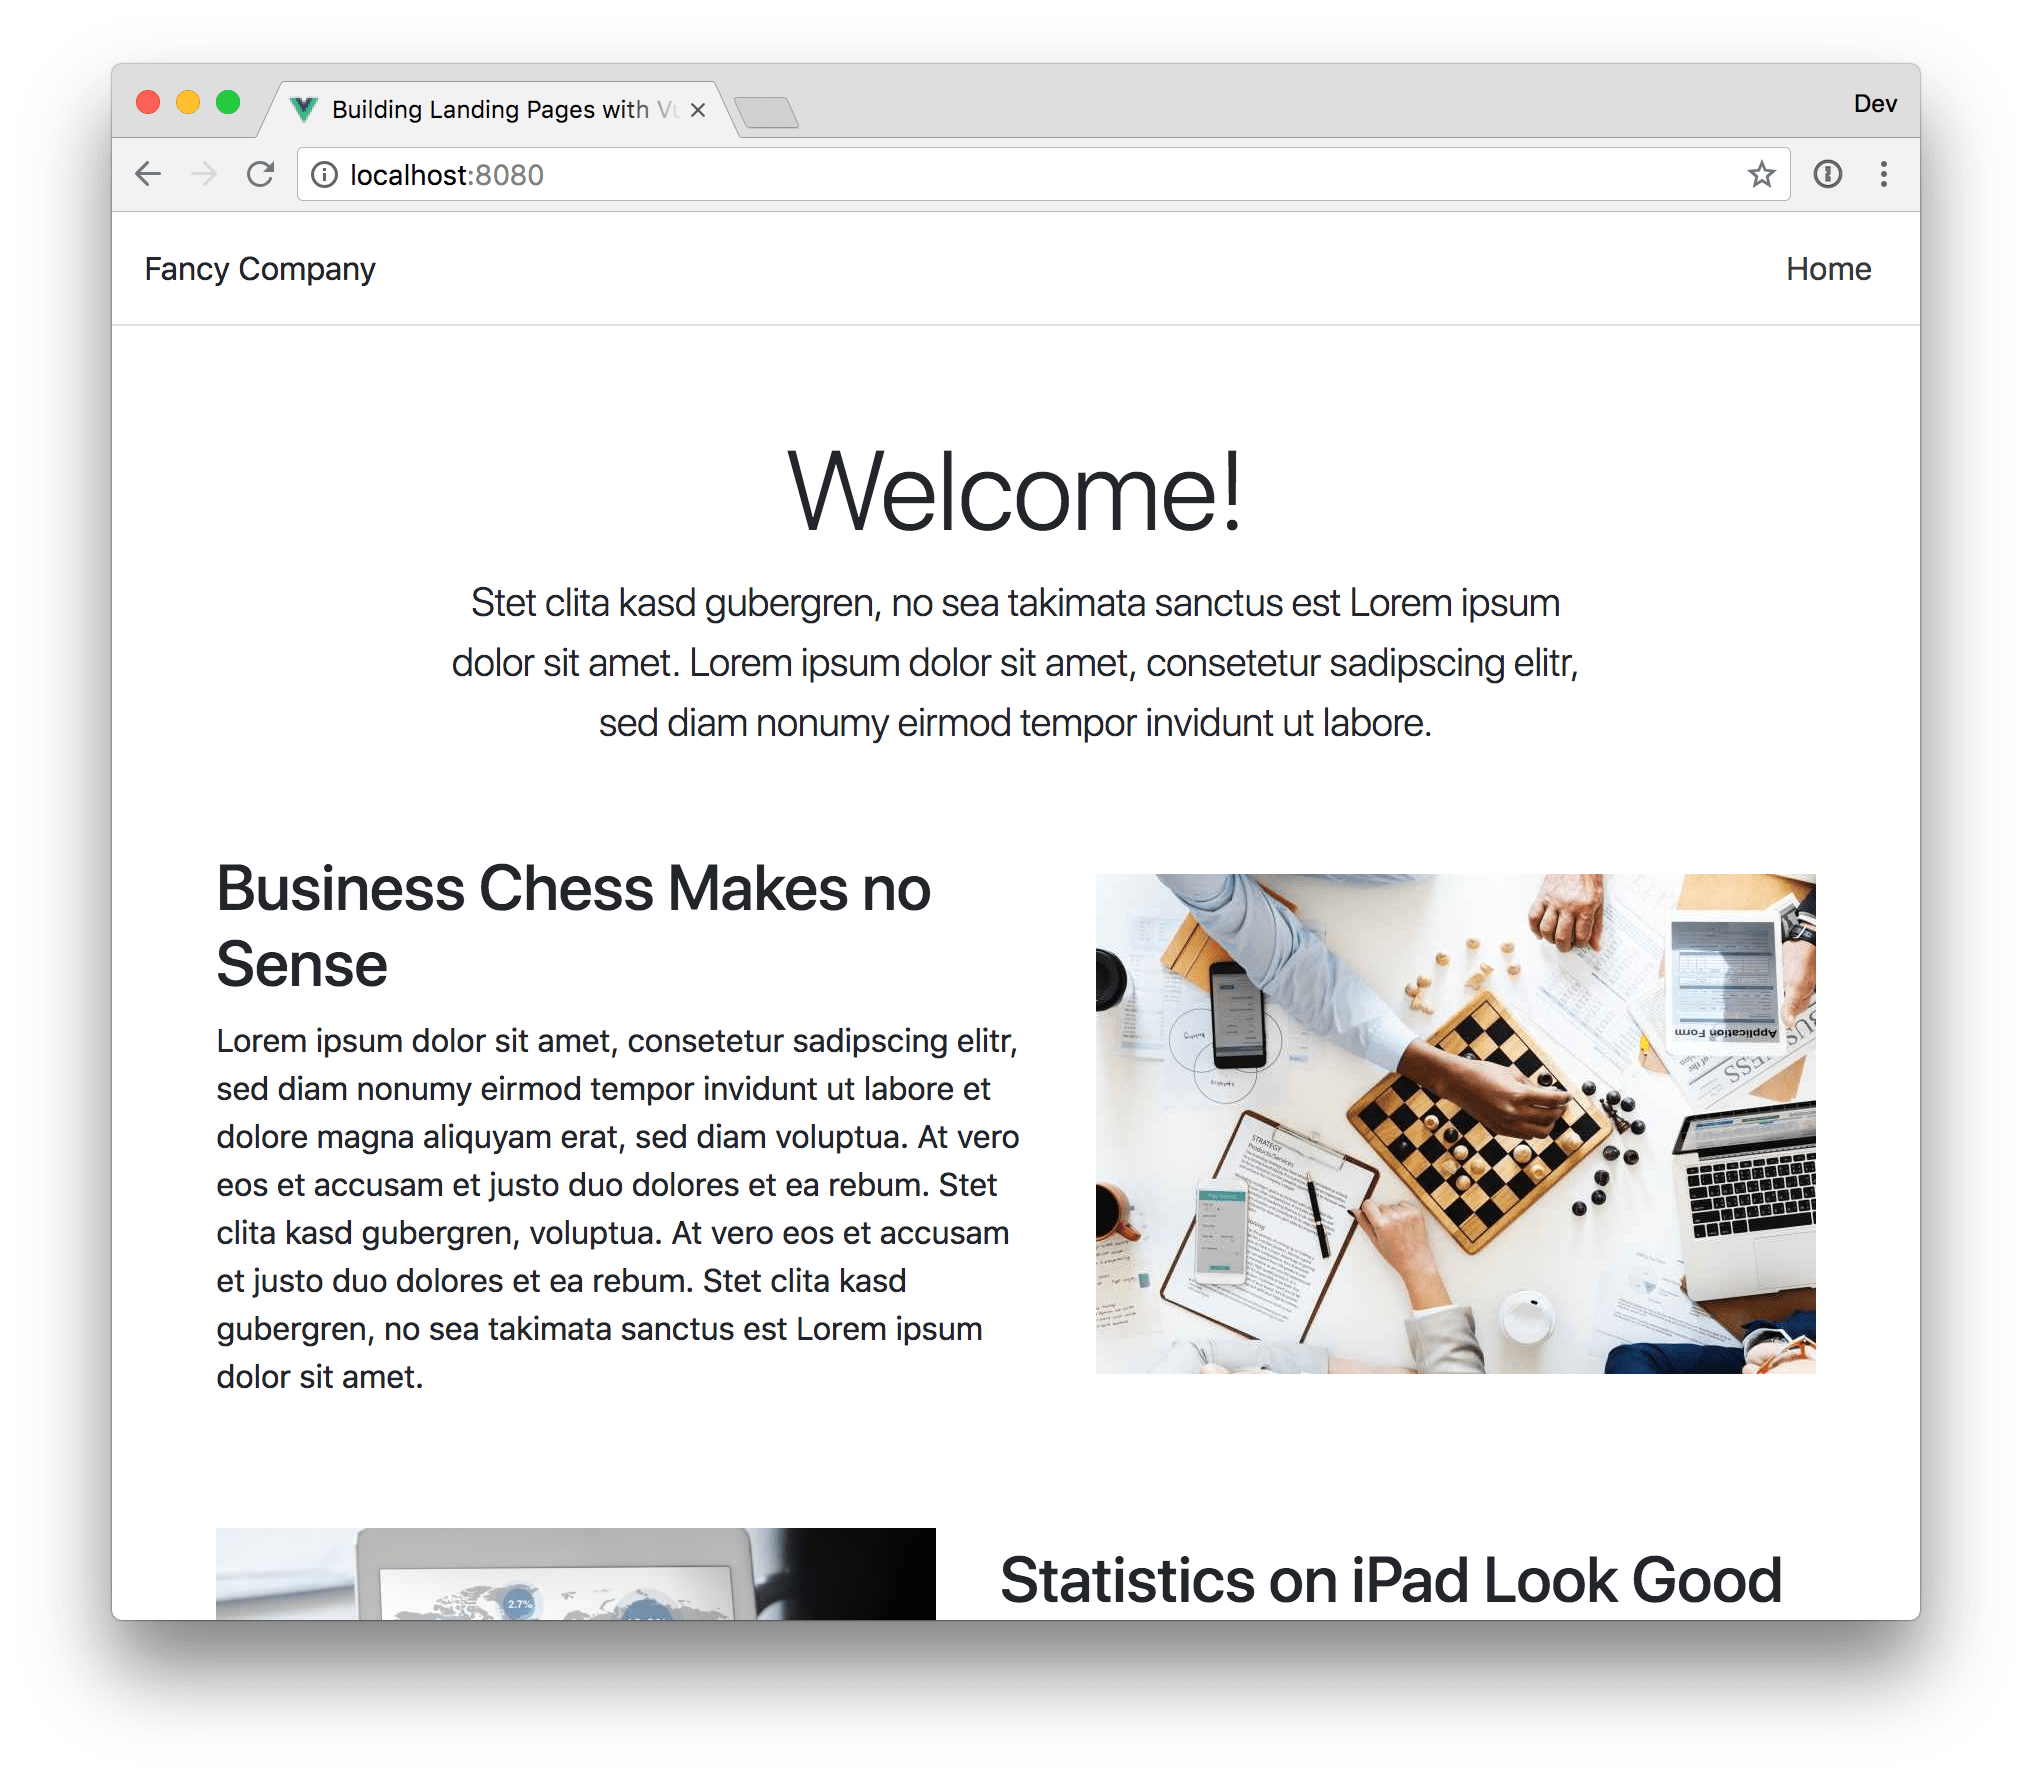 Building Landing Pages with Vu
Dev
localhost:8080
Fancy Company
Home
Welcome!
Stet clita kasd gubergren, no sea takimata sanctus est Lorem ipsum
dolor sit amet. Lorem ipsum dolor sit amet, consetetur sadipscing elitr,
sed diam nonumy eirmod tempor invidunt ut labore.
Business Chess Makes no
Sense
Lorem ipsum dolor sit amet, consetetur sadipscing elitr,
sed diam nonumy eirmod tempor invidunt ut labore et
dolore magna aliquyam erat, sed diam voluptua. At vero
eos et accusam et justo duo dolores et ea rebum. Stet
clita kasd gubergren, voluptua. At vero eos et accusam
et justo duo dolores et ea rebum. Stet clita kasd
gubergren, no sea takimata sanctus est Lorem ipsum
dolor sit amet.
Application Form
STRATEGY
Products/Services
2.7%
Statistics on iPad Look Good